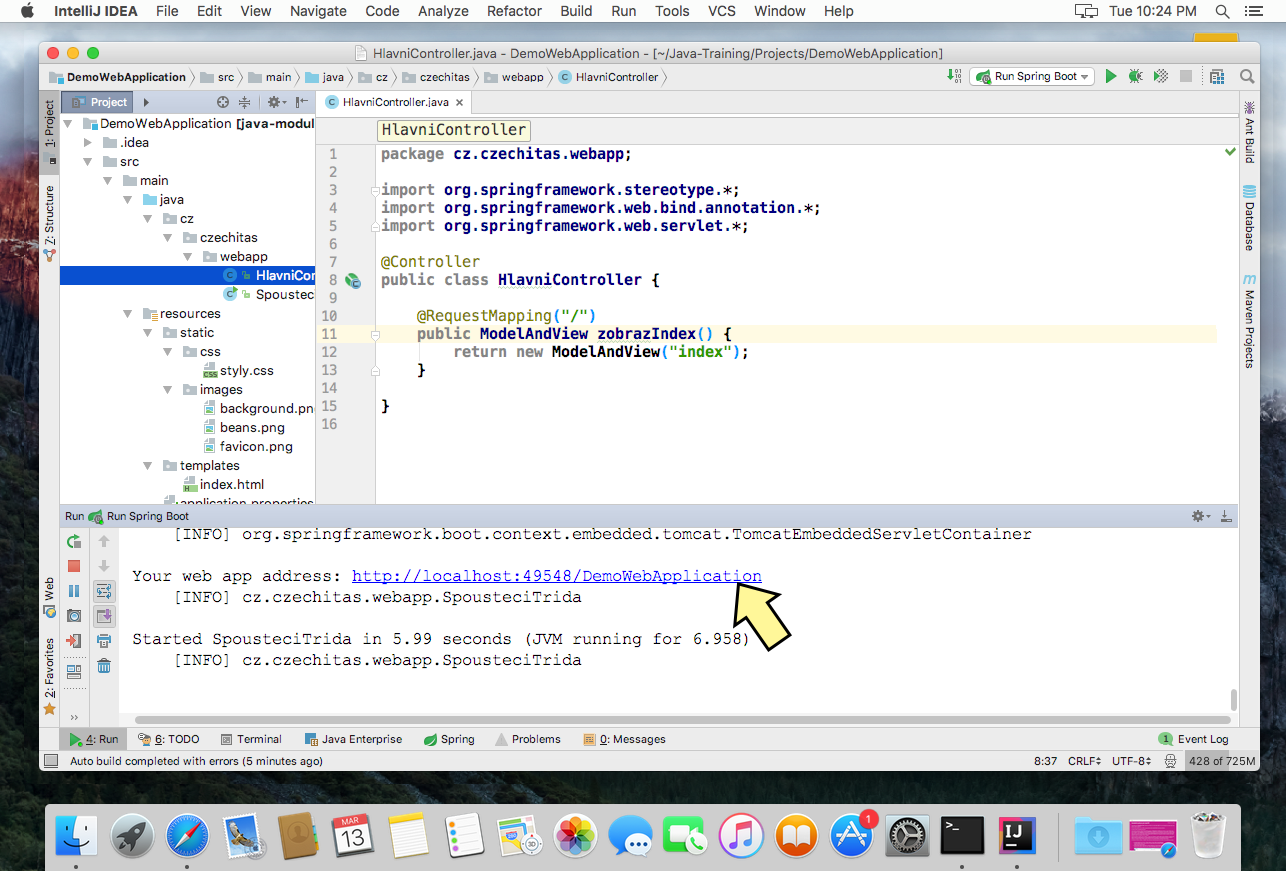 IntelliJ IDEA File Edit View Navigate Code Analyze Refactor Build Run Tools VCS Window Help Tue 10:24 PM
HlavniController.java - DemoWebApplication - [~/Java-Training/Projects/DemoWebApplication]
DemoWebApplication src main java cz czechitas webapp HlavniController Run Spring Boot
1: Project
7: Structure
Web
2: Favorites
Project
DemoWebApplication [java-modul
.idea
src
main
java
cz
czechitas
webapp
HlavniCon
Spoustec
resources
static
css
styly.css
images
background.pn
beans.png
favicon.png
templates
index.html
application.properties
HlavniController.java
HlavniController
1 package cz.czechitas.webapp;
2
3 import org.springframework.stereotype.*;
4 import org.springframework.web.bind.annotation.*;
5 import org.springframework.web.servlet.*;
6
7 @Controller
8 public class HlavniController {
9
10 @RequestMapping("/")
11 public ModelAndView zobrazIndex() {
12 return new ModelAndView("index");
13 }
14
15 }
16
Ant Build
Database
Maven Projects
Run Run Spring Boot
[INFO] org.springframework.boot.context.embedded.tomcat.TomcatEmbeddedServletContainer
Your web app address: http://localhost:49548/DemoWebApplication
[INFO] cz.czechitas.webapp.SpousteciTrida
Started SpousteciTrida in 5.99 seconds (JVM running for 6.958)
[INFO] cz.czechitas.webapp.SpousteciTrida
4: Run 6: TODO Terminal Java Enterprise Spring Problems 0: Messages 1 Event Log
Auto build completed with errors (5 minutes ago) 8:37 CRLF UTF-8 428 of 725M
MAR
13
3D
1
>_
IJ